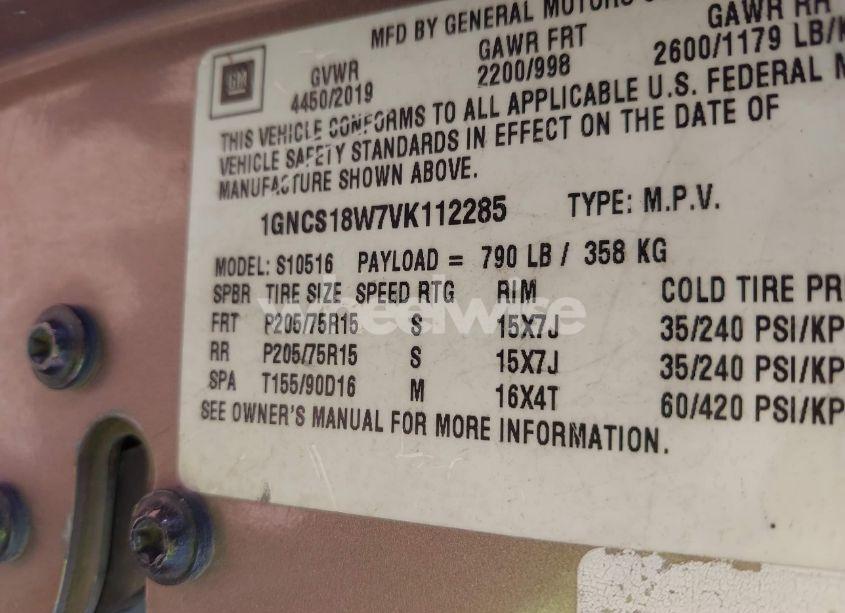 MFD BY GENERAL MOTORS
GM
GVWR GAWR FRT GAWR RR
4450/2019 2200/998 2600/1179 LB/K
THIS VEHICLE CONFORMS TO ALL APPLICABLE U.S. FEDERAL M
VEHICLE SAFETY STANDARDS IN EFFECT ON THE DATE OF
MANUFACTURE SHOWN ABOVE.
1GNCS18W7VK112285 TYPE: M.P.V.
MODEL: S10516 PAYLOAD = 790 LB / 358 KG
SPBR TIRE SIZE SPEED RTG RIM COLD TIRE PR
FRT P205/75R15 S 15X7J 35/240 PSI/KP
RR P205/75R15 S 15X7J 35/240 PSI/KP
SPA T155/90D16 M 16X4T 60/420 PSI/KP
SEE OWNER'S MANUAL FOR MORE INFORMATION.
wheelwise